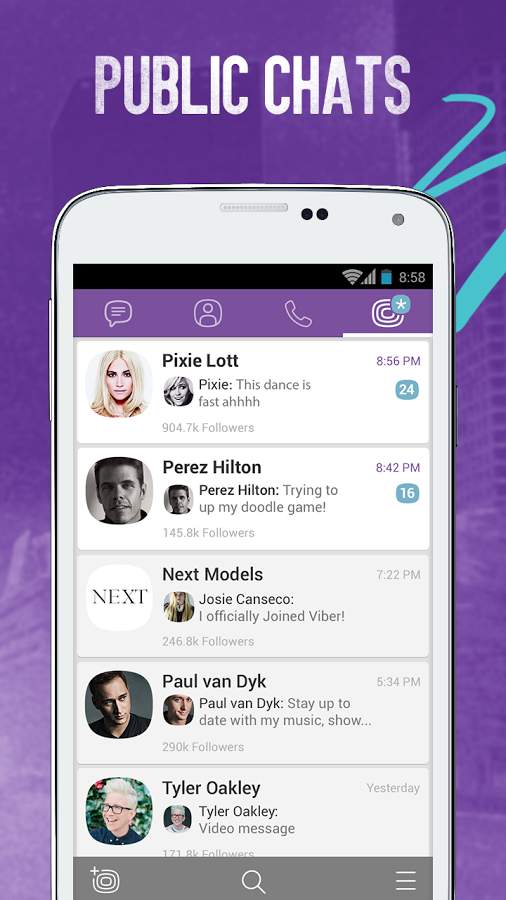 PUBLIC CHATS
8:58
Pixie Lott
8:56 PM
Pixie: This dance is
fast ahhhh
24
904.7k Followers
Perez Hilton
8:42 PM
Perez Hilton: Trying to
up my doodle game!
16
145.8k Followers
NEXT
Next Models
7:22 PM
Josie Canseco:
I officially Joined Viber!
246.8k Followers
Paul van Dyk
5:34 PM
Paul van Dyk: Stay up to
date with my music, show...
290k Followers
Tyler Oakley
Yesterday
Tyler Oakley:
Video message
171.8k Followers